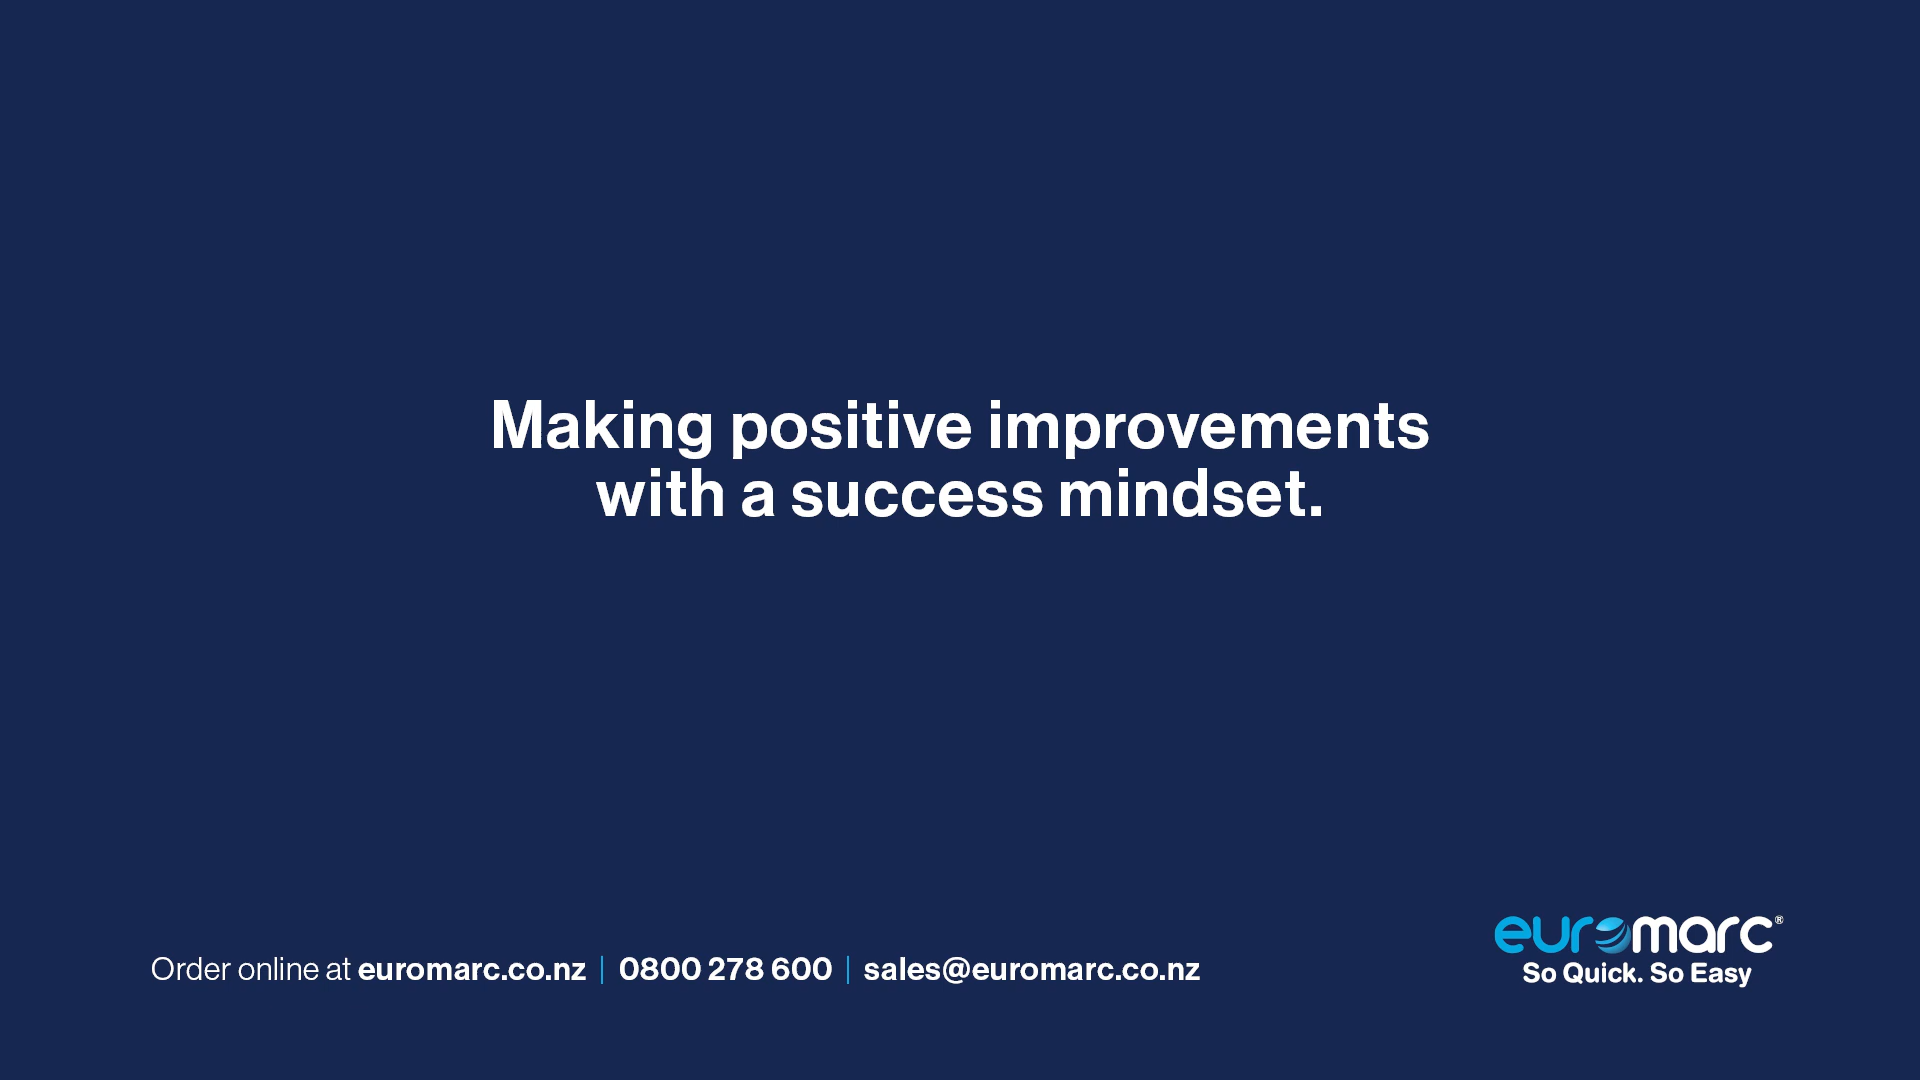 Making positive improvements
with a success mindset.
Order online at euromarc.co.nz | 0800 278 600 | sales@euromarc.co.nz
euromarc®
So Quick. So Easy